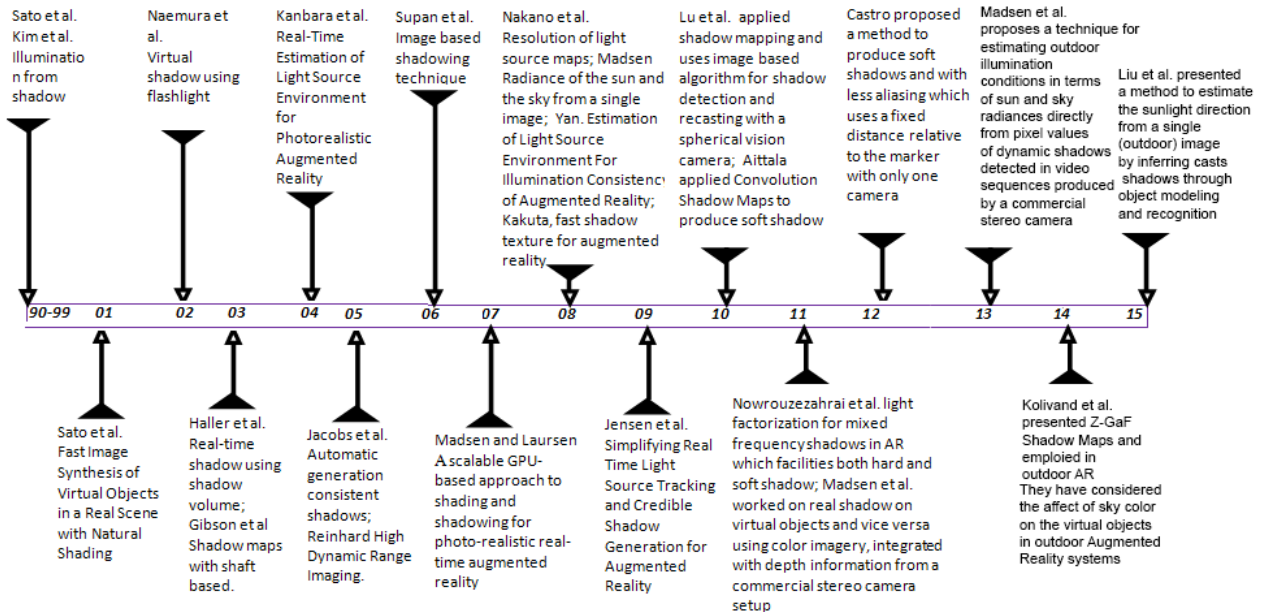 Sato et al.
Kim et al.
Illuminatio
n from
shadow
Naemura et
al.
Virtual
shadow using
flashlight
Kanbara et al.
Real-Time
Estimation of
Light Source
Environment
for
Photorealistic
Augmented
Reality
Supan et al.
Image based
shadowing
technique
Nakano et al.
Resolution of light
source maps; Madsen
Radiance of the sun and
the sky from a single
image; Yan. Estimation
of Light Source
Environment For
Illumination Consistency
of Augmented Reality;
Kakuta, fast shadow
texture for augmented
reality
Lu et al. applied
shadow mapping and
uses image based
algorithm for shadow
detection and
recasting with a
spherical vision
camera; Aittala
applied Convolution
Shadow Maps to
produce soft shadow
Castro proposed
a method to
produce soft
shadows and with
less aliasing which
uses a fixed
distance relative
to the marker
with only one
camera
Madsen et al.
proposes a technique for
estimating outdoor
illumination
conditions in terms
of sun and sky
radiances directly
from pixel values
of dynamic shadows
detected in video
sequences produced
by a commercial
stereo camera
Liu et al. presented
a method to estimate
the sunlight direction
from a single
(outdoor) image
by inferring casts
shadows through
object modeling
and recognition
90-99 01 02 03 04 05 06 07 08 09 10 11 12 13 14 15
Sato et al.
Fast Image
Synthesis of
Virtual Objects
in a Real Scene
with Natural
Shading
Haller et al.
Real-time
shadow using
shadow
volume;
Gibson et al
Shadow maps
with shaft
based.
Jacobs et al.
Automatic
generation
consistent
shadows;
Reinhard High
Dynamic Range
Imaging.
Madsen and Laursen
A scalable GPU-
based approach to
shading and
shadowing for
photo-realistic real-
time augmented
reality
Jensen et al.
Simplifying Real
Time Light
Source Tracking
and Credible
Shadow
Generation for
Augmented
Reality
Nowrouzezahrai et al. light
factorization for mixed
frequency shadows in AR
which facilities both hard and
soft shadow; Madsen et al.
worked on real shadow on
virtual objects and vice versa
using color imagery, integrated
with depth information from a
commercial stereo camera
setup
Kolivand et al.
presented Z-GaF
Shadow Maps and
emploied in
outdoor AR
They have considered
the affect of sky color
on the virtual objects
in outdoor Augmented
Reality systems